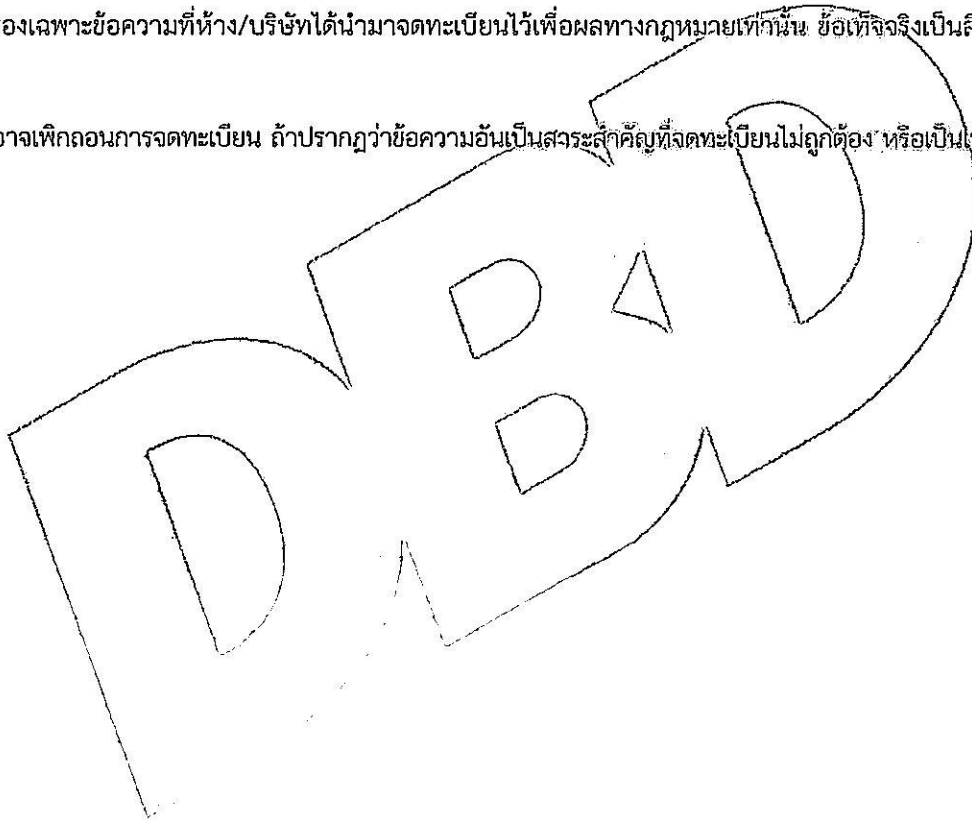 องเฉพาะข้อความที่ห้าง/บริษัทได้นำมาจดทะเบียนไว้เพื่อผลทางกฎหมายเท่านั้น ข้อเท็จจริงเป็น
อาจเพิกถอนการจดทะเบียน ถ้าปรากฏว่าข้อความอันเป็นสาระสำคัญที่จดทะเบียนไม่ถูกต้อง หรือเป็น
DBD